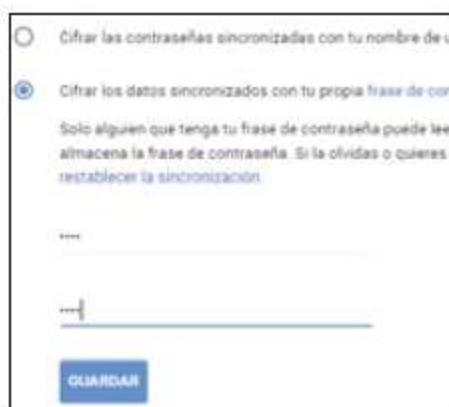 Cifrar las contraseñas sincronizadas con tu nombre de
Cifrar los datos sincronizados con tu propia frase de
Solo alguien que tenga tu frase de contraseña puede
almacena la frase de contraseña. Si la olvidas o quieres
restablecer la sincronización.
GUARDAR